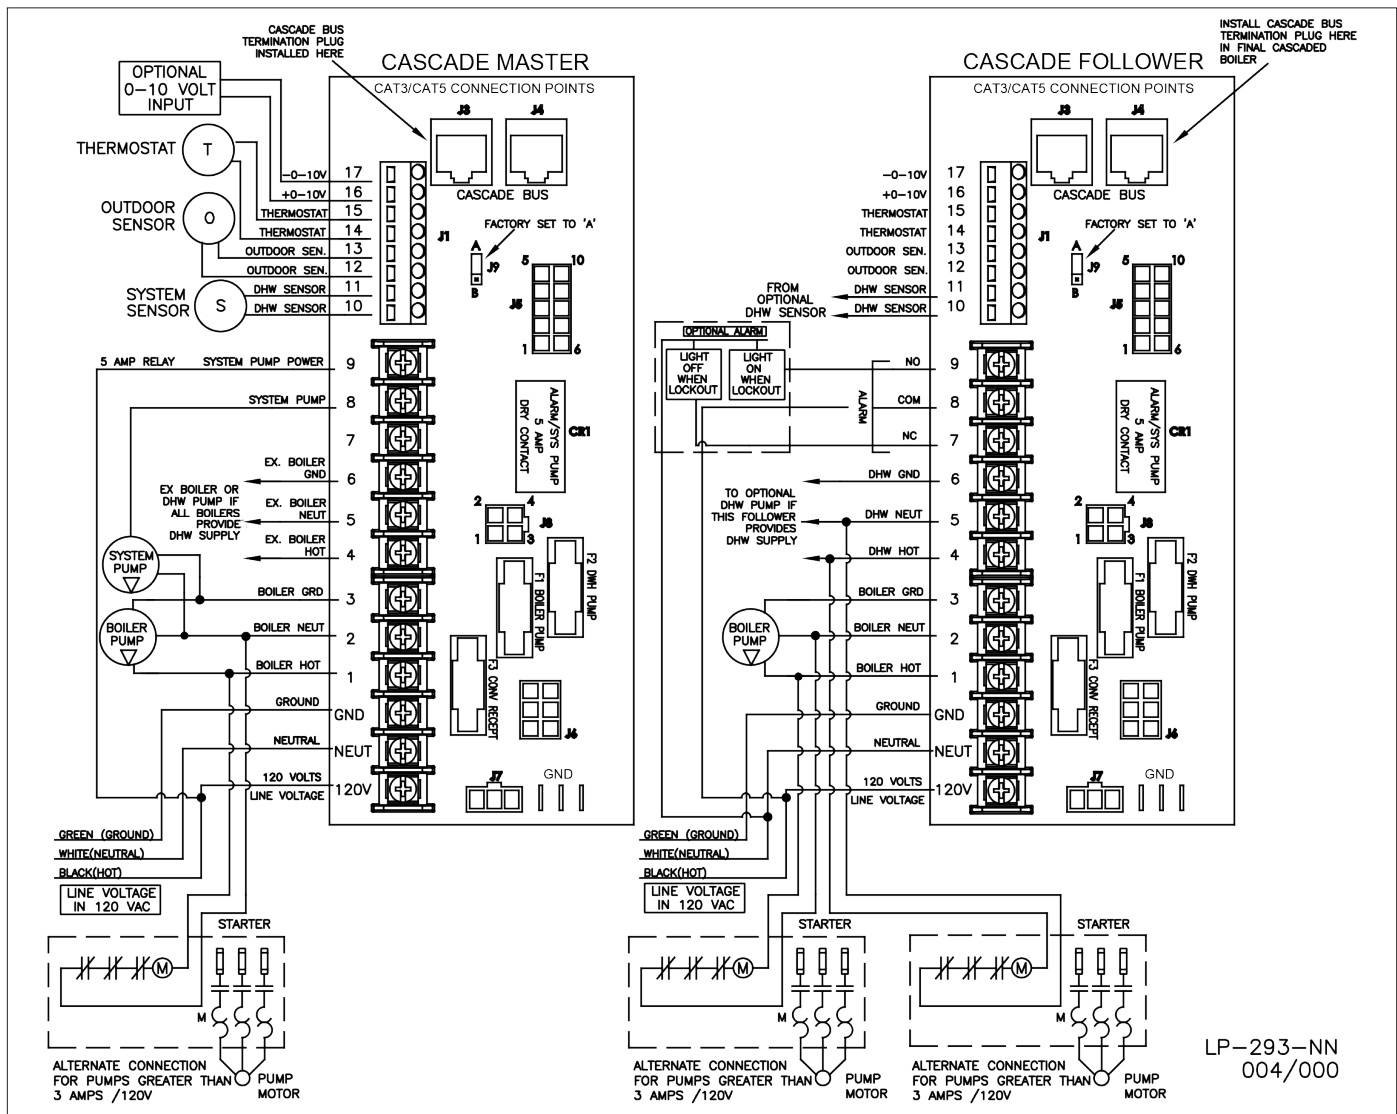 CASCADE BUS
TERMINATION PLUG
INSTALLED HERE
CASCADE MASTER
CAT3/CAT5 CONNECTION POINTS
J3
J4
CASCADE BUS
OPTIONAL
0-10 VOLT
INPUT
THERMOSTAT
T
OUTDOOR
SENSOR
O
SYSTEM
SENSOR
S
-0-10V 17
+0-10V 16
THERMOSTAT 15
THERMOSTAT 14
OUTDOOR SEN. 13
OUTDOOR SEN. 12
DHW SENSOR 11
DHW SENSOR 10
J1
FACTORY SET TO 'A'
A
J9
B
5 10
J5
1 6
5 AMP RELAY SYSTEM PUMP POWER 9
SYSTEM PUMP 8
7
EX. BOILER
GND 6
EX. BOILER
NEUT 5
EX. BOILER
HOT 4
EX BOILER OR
DHW PUMP IF
ALL BOILERS
PROVIDE
DHW SUPPLY
SYSTEM
PUMP
BOILER
PUMP
BOILER GRD 3
BOILER NEUT 2
BOILER HOT 1
GROUND GND
NEUTRAL NEUT
120 VOLTS 120V
LINE VOLTAGE
ALARM/SYS PUMP
5 AMP
DRY CONTACT
CR1
2 4
J8
1 3
F2 DWH PUMP
F1 BOILER PUMP
F3 CONV RECEPT
J6
J7
GND
GREEN (GROUND)
WHITE(NEUTRAL)
BLACK(HOT)
LINE VOLTAGE
IN 120 VAC
STARTER
M
M
ALTERNATE CONNECTION
FOR PUMPS GREATER THAN
3 AMPS /120V
PUMP
MOTOR
INSTALL CASCADE BUS
TERMINATION PLUG HERE
IN FINAL CASCADED
BOILER
CASCADE FOLLOWER
CAT3/CAT5 CONNECTION POINTS
J3
J4
CASCADE BUS
-0-10V 17
+0-10V 16
THERMOSTAT 15
THERMOSTAT 14
OUTDOOR SEN. 13
OUTDOOR SEN. 12
DHW SENSOR 11
DHW SENSOR 10
J1
FROM
OPTIONAL
DHW SENSOR
FACTORY SET TO 'A'
A
J9
B
5 10
J5
1 6
OPTIONAL ALARM
LIGHT
OFF
WHEN
LOCKOUT
LIGHT
ON
WHEN
LOCKOUT
ALARM
NO 9
COM 8
NC 7
DHW GND 6
DHW NEUT 5
DHW HOT 4
TO OPTIONAL
DHW PUMP IF
THIS FOLLOWER
PROVIDES
DHW SUPPLY
BOILER
PUMP
BOILER GRD 3
BOILER NEUT 2
BOILER HOT 1
GROUND GND
NEUTRAL NEUT
120 VOLTS 120V
LINE VOLTAGE
ALARM/SYS PUMP
5 AMP
DRY CONTACT
CR1
2 4
J8
1 3
F2 DWH PUMP
F1 BOILER PUMP
F3 CONV RECEPT
J6
J7
GND
GREEN (GROUND)
WHITE(NEUTRAL)
BLACK(HOT)
LINE VOLTAGE
IN 120 VAC
STARTER
M
M
ALTERNATE CONNECTION
FOR PUMPS GREATER THAN
3 AMPS /120V
PUMP
MOTOR
STARTER
M
M
ALTERNATE CONNECTION
FOR PUMPS GREATER THAN
3 AMPS /120V
PUMP
MOTOR
LP-293-NN
004/000